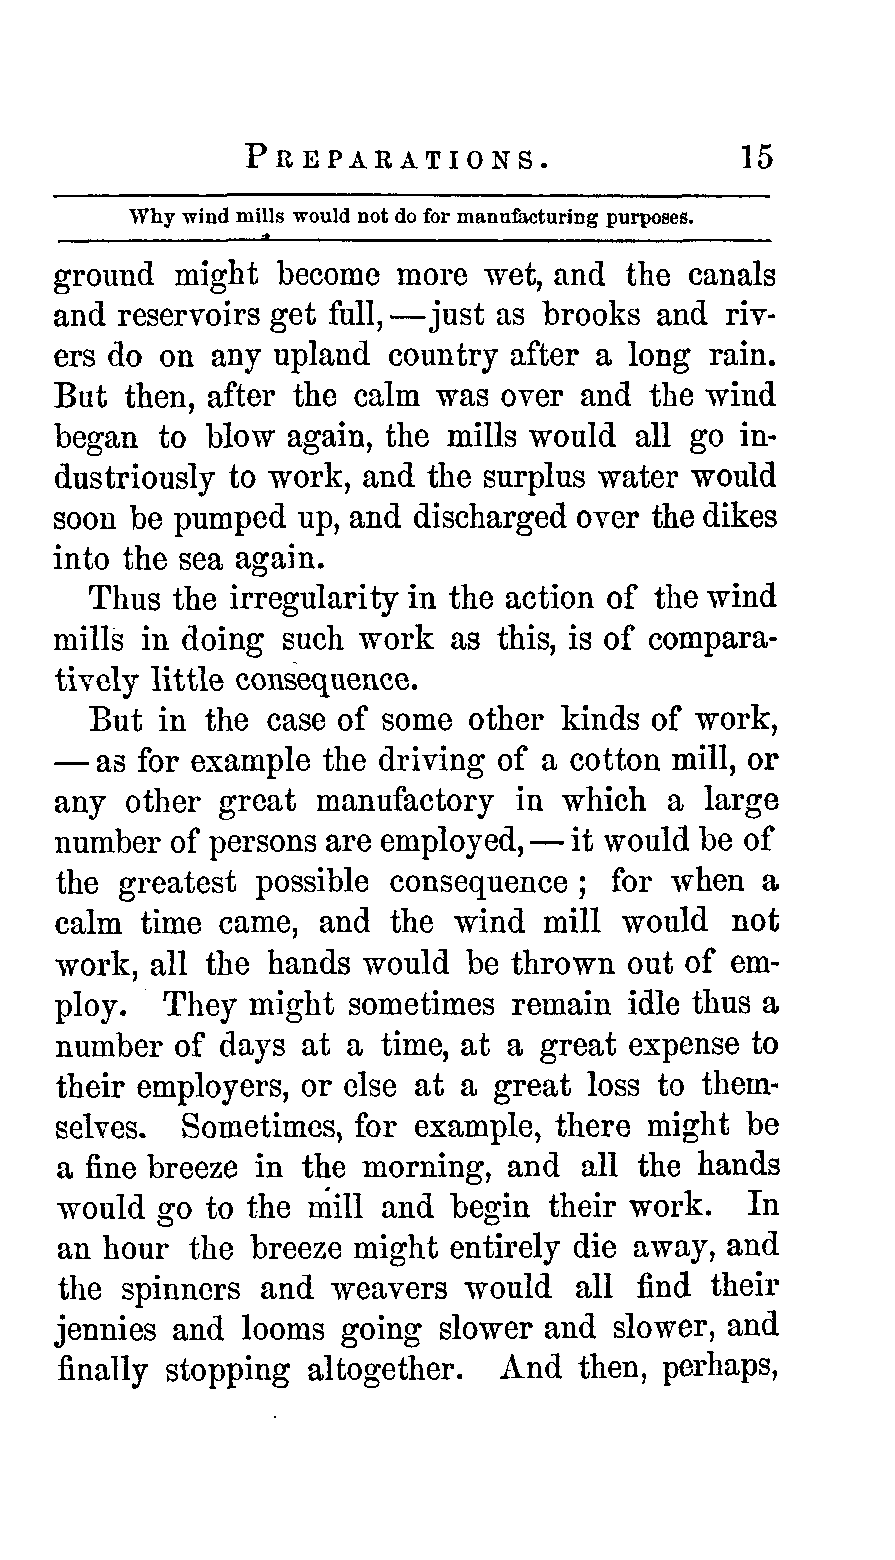 PREPARATIONS. 15
Why wind mills would not do for manufacturing purposes.
ground might become more wet, and the canals
and reservoirs get full,—just as brooks and riv-
ers do on any upland country after a long rain.
But then, after the calm was over and the wind
began to blow again, the mills would all go in-
dustriously to work, and the surplus water would
soon be pumped up, and discharged over the dikes
into the sea again.
Thus the irregularity in the action of the wind
mills in doing such work as this, is of compara-
tively little consequence.
But in the case of some other kinds of work,
—as for example the driving of a cotton mill, or
any other great manufactory in which a large
number of persons are employed,—it would be of
the greatest possible consequence; for when a
calm time came, and the wind mill would not
work, all the hands would be thrown out of em-
ploy. They might sometimes remain idle thus a
number of days at a time, at a great expense to
their employers, or else at a great loss to them-
selves. Sometimes, for example, there might be
a fine breeze in the morning, and all the hands
would go to the mill and begin their work. In
an hour the breeze might entirely die away, and
the spinners and weavers would all find their
jennies and looms going slower and slower, and
finally stopping altogether. And then, perhaps,